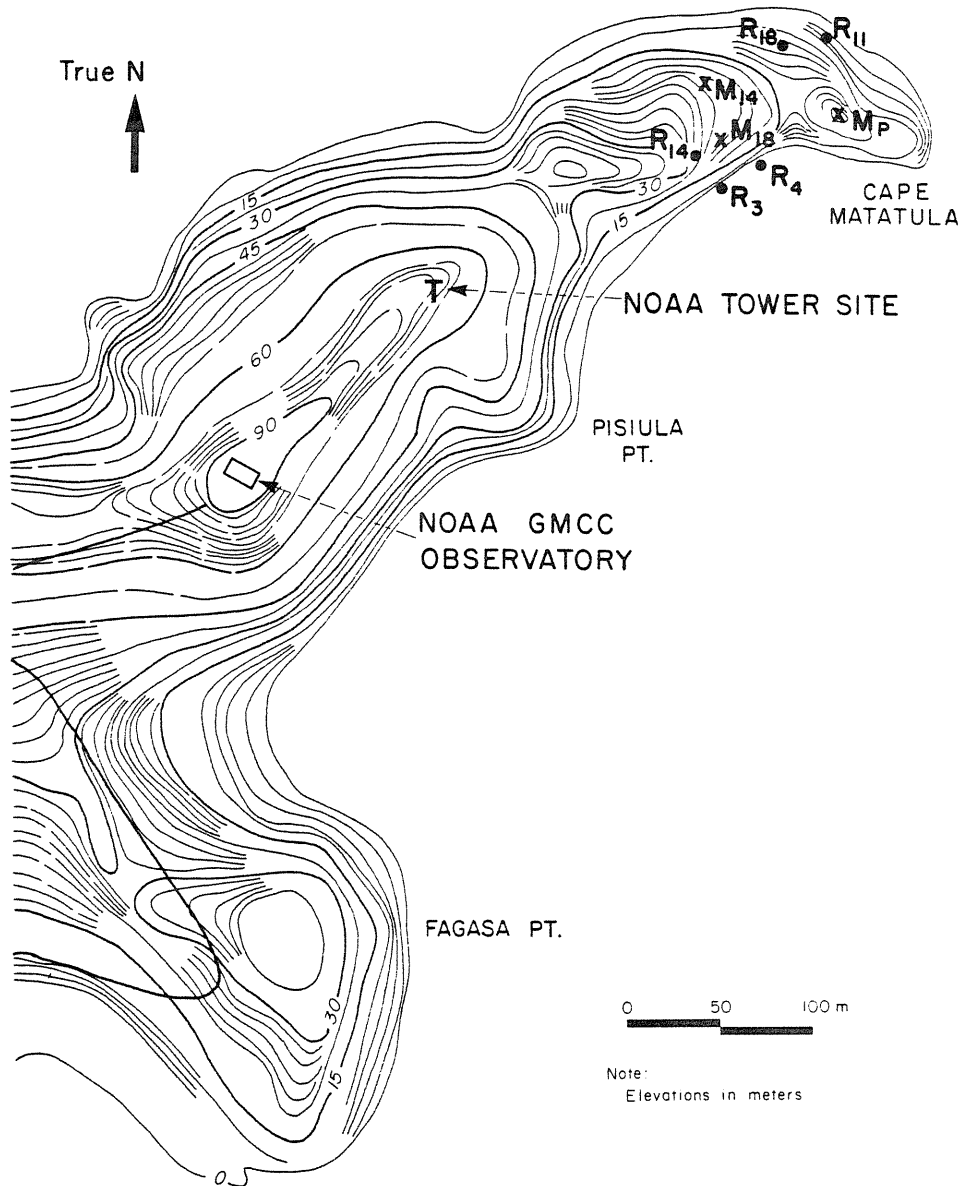 True N
R18
R11
M14
MP
M18
R14
R4
R3
CAPE
MATATULA
15
30
45
30
15
T
NOAA TOWER SITE
60
90
PISIULA
PT.
NOAA GMCC
OBSERVATORY
FAGASA PT.
30
15
0
0 50 100 m
Note:
Elevations in meters